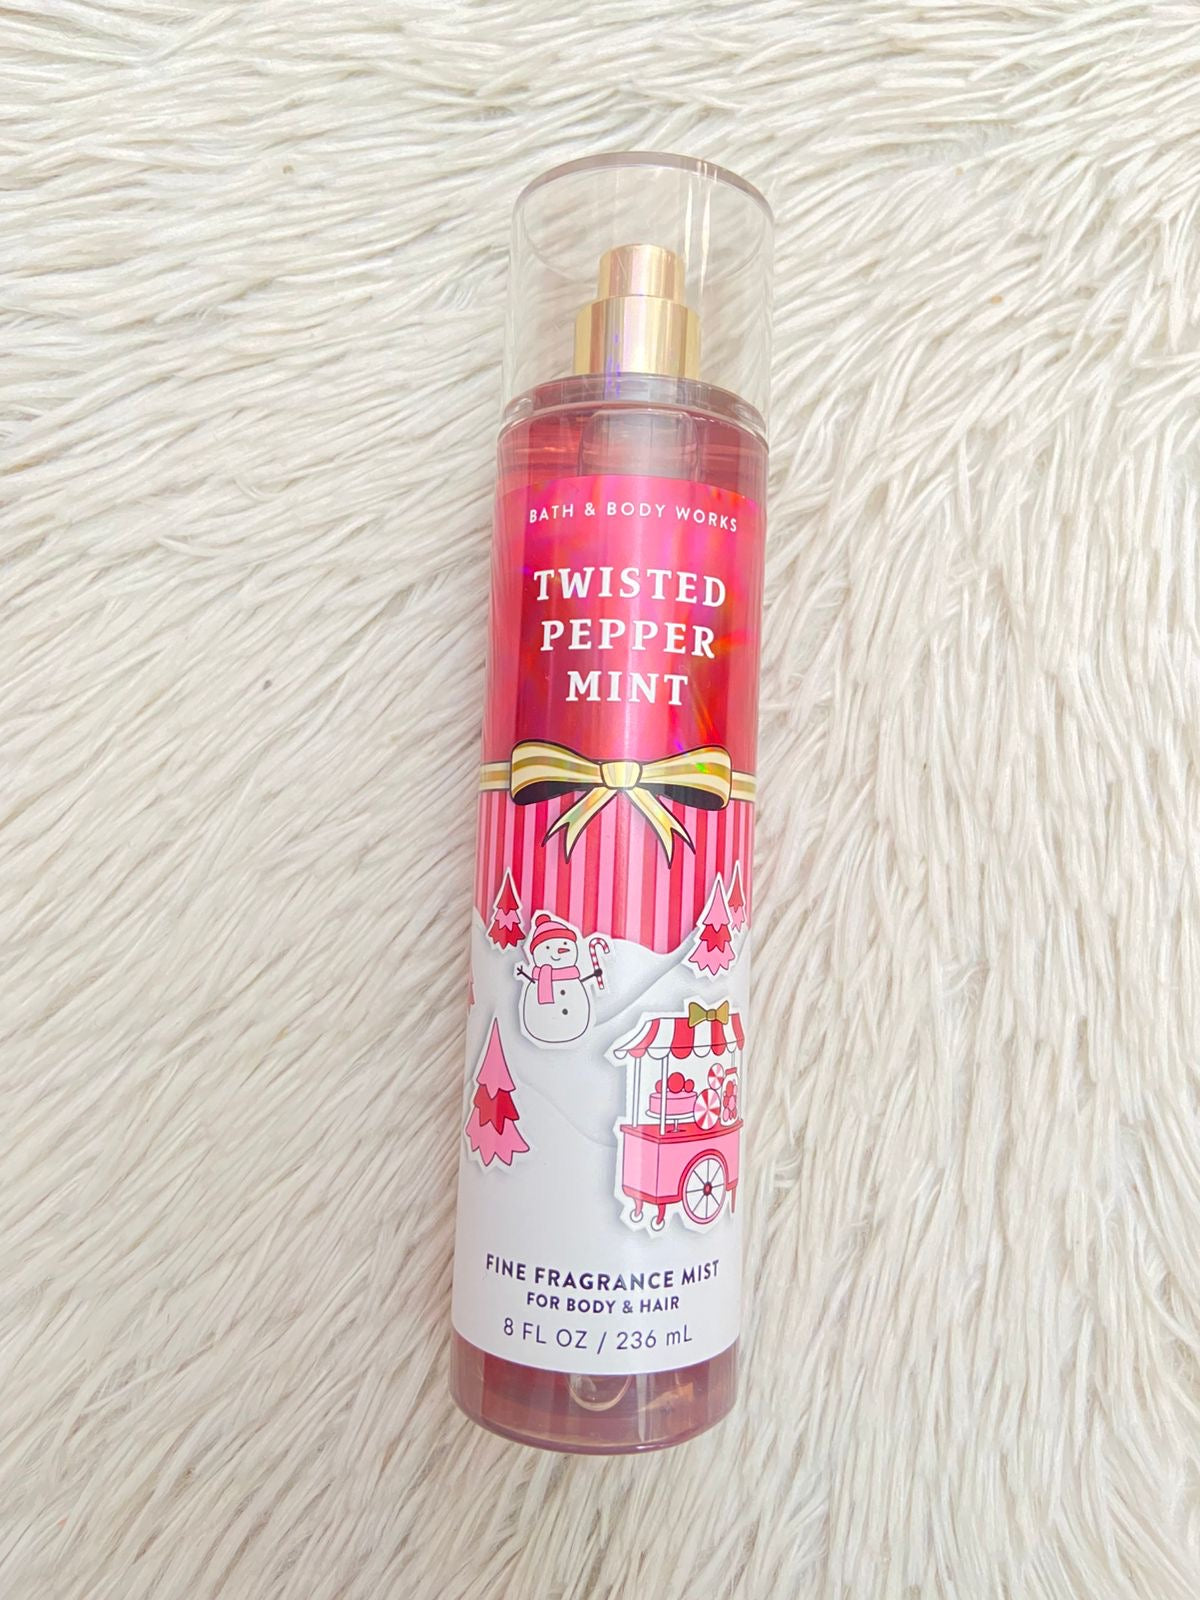 BATH & BODY WORKS
TWISTED
PEPPER
MINT
FINE FRAGRANCE MIST
FOR BODY & HAIR
8 FL OZ / 236 mL